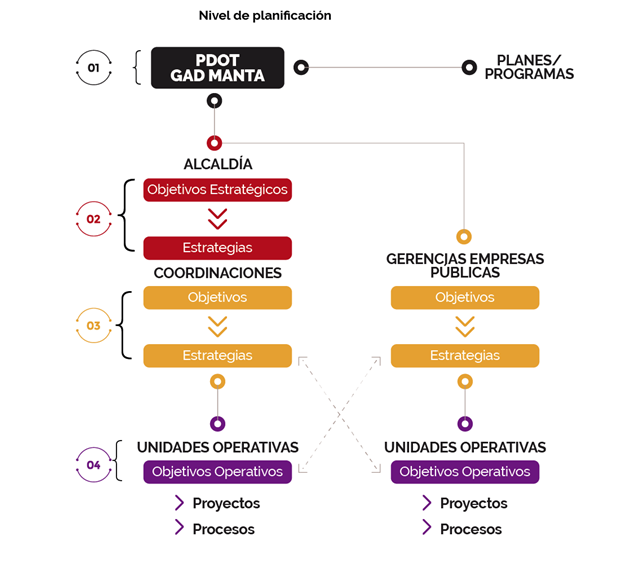 Nivel de planificación
01
PDOT
GAD MANTA
PLANES/
PROGRAMAS
ALCALDÍA
02
Objetivos Estratégicos
Estrategias
COORDINACIONES
03
Objetivos
Estrategias
GERENCJAS EMPRESAS
PÚBLICAS
Objetivos
Estrategias
UNIDADES OPERATIVAS
04
Objetivos Operativos
Proyectos
Procesos
UNIDADES OPERATIVAS
Objetivos Operativos
Proyectos
Procesos